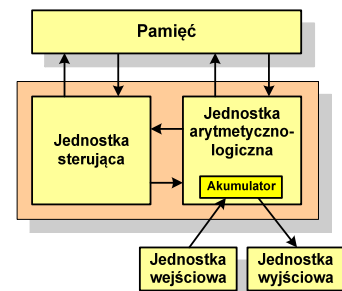 Pamięć
Jednostka
sterująca
Jednostka
arytmetyczno-
logiczna
Akumulator
Jednostka
wejściowa
Jednostka
wyjściowa